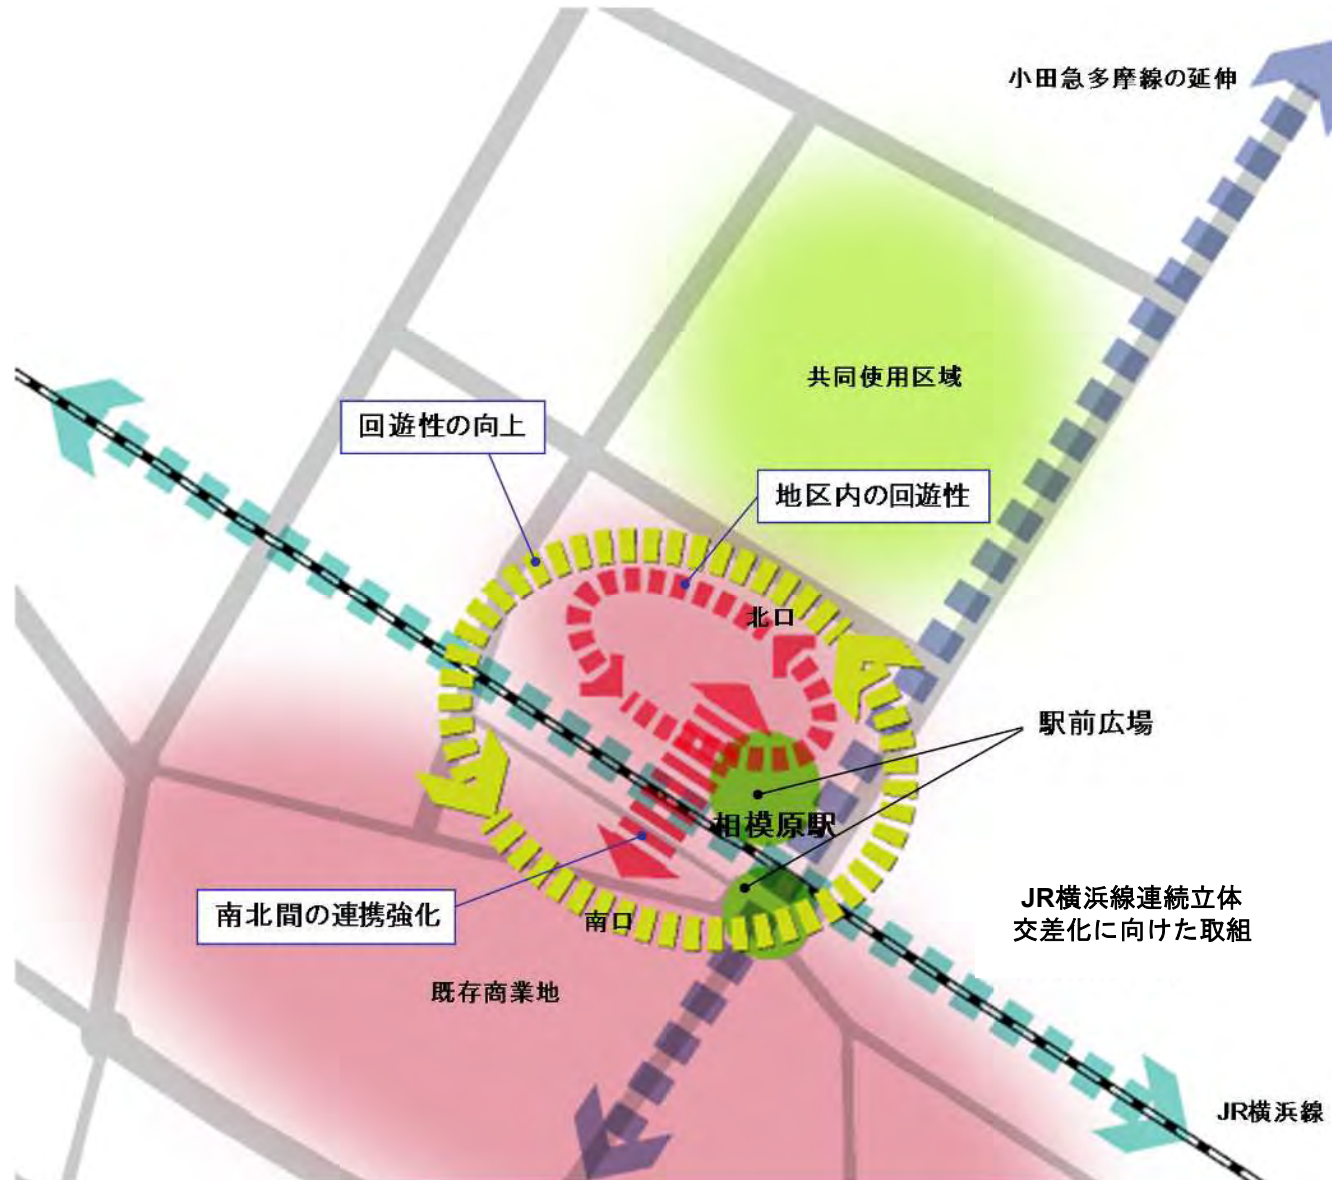 小田急多摩線の延伸
共同使用区域
回遊性の向上
地区内の回遊性
北口
駅前広場
相模原駅
南北間の連携強化
南口
JR横浜線連続立体
交差化に向けた取組
既存商業地
JR横浜線